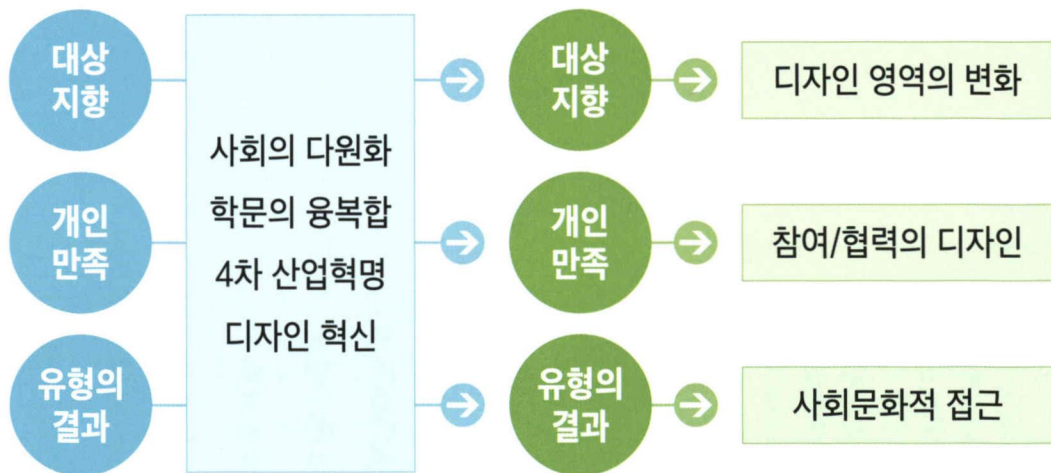 대상
지향
개인
만족
유형의
결과
사회의 다원화
학문의 융복합
4차 산업혁명
디자인 혁신
대상
지향
개인
만족
유형의
결과
디자인 영역의 변화
참여/협력의 디자인
사회문화적 접근